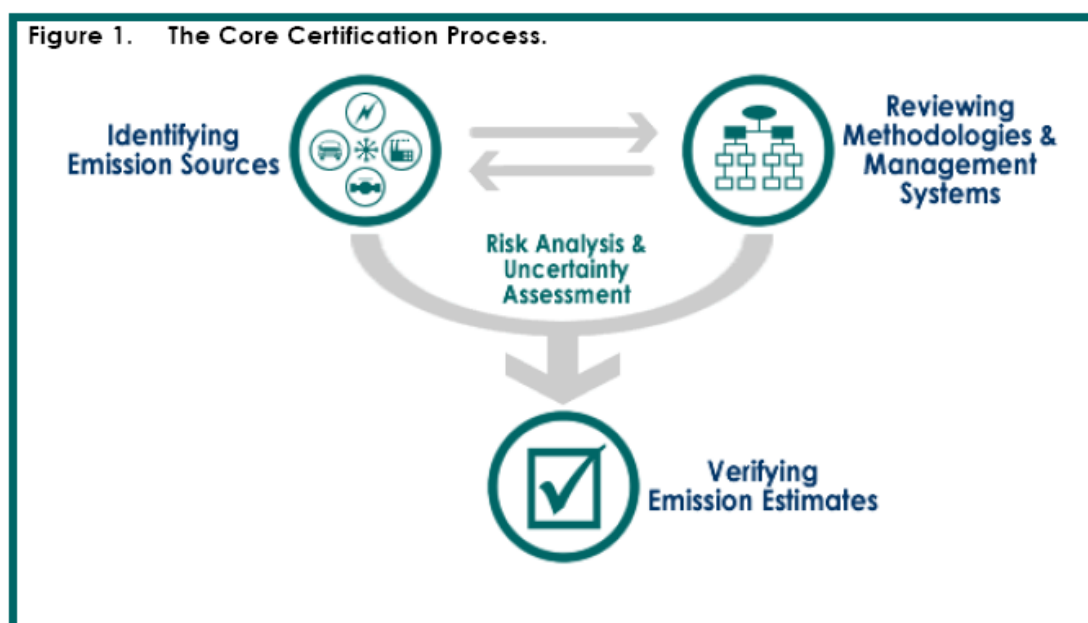 Figure 1. The Core Certification Process.
Identifying
Emission Sources
Reviewing
Methodologies &
Management
Systems
Risk Analysis &
Uncertainty
Assessment
Verifying
Emission Estimates